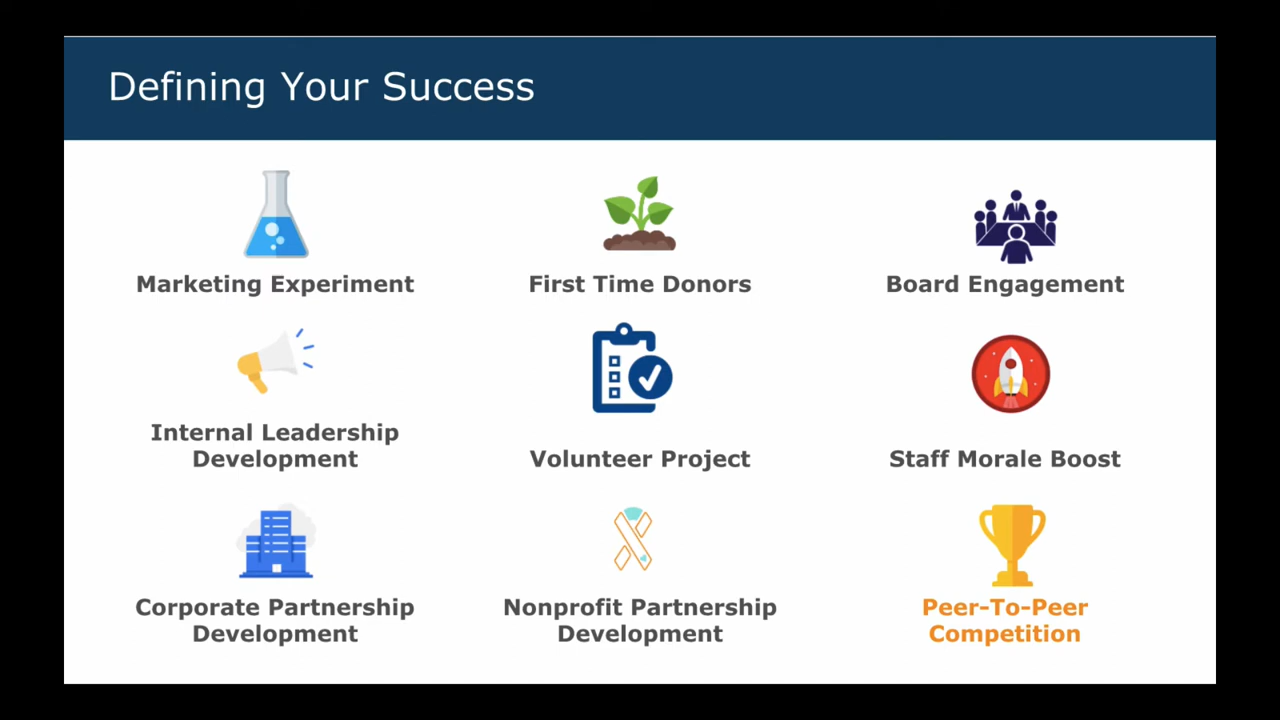 Defining Your Success
Marketing Experiment
First Time Donors
Board Engagement
Internal Leadership
Development
Volunteer Project
Staff Morale Boost
Corporate Partnership
Development
Nonprofit Partnership
Development
Peer-To-Peer
Competition